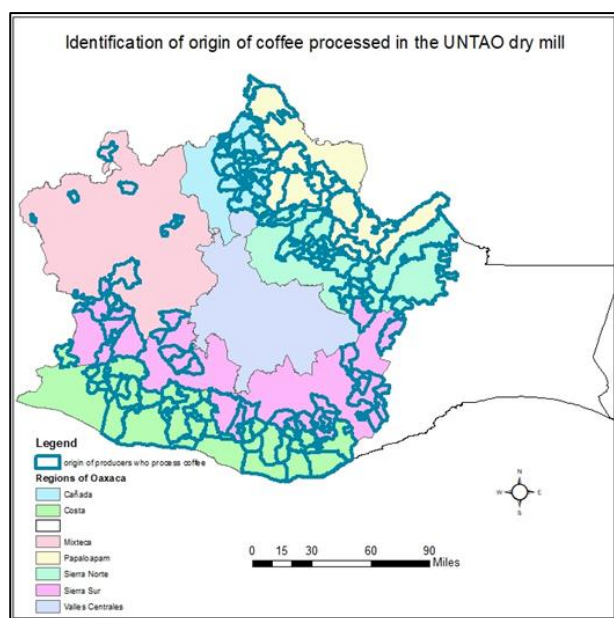 Identification of origin of coffee processed in the UNTAO dry mill
Legend
origin of producers who process coffee
Regions of Oaxaca
Cañada
Costa
Mixteca
Papaloapam
Sierra Norte
Sierra Sur
Valles Centrales
N
W E
S
0 15 30 60 90
Miles